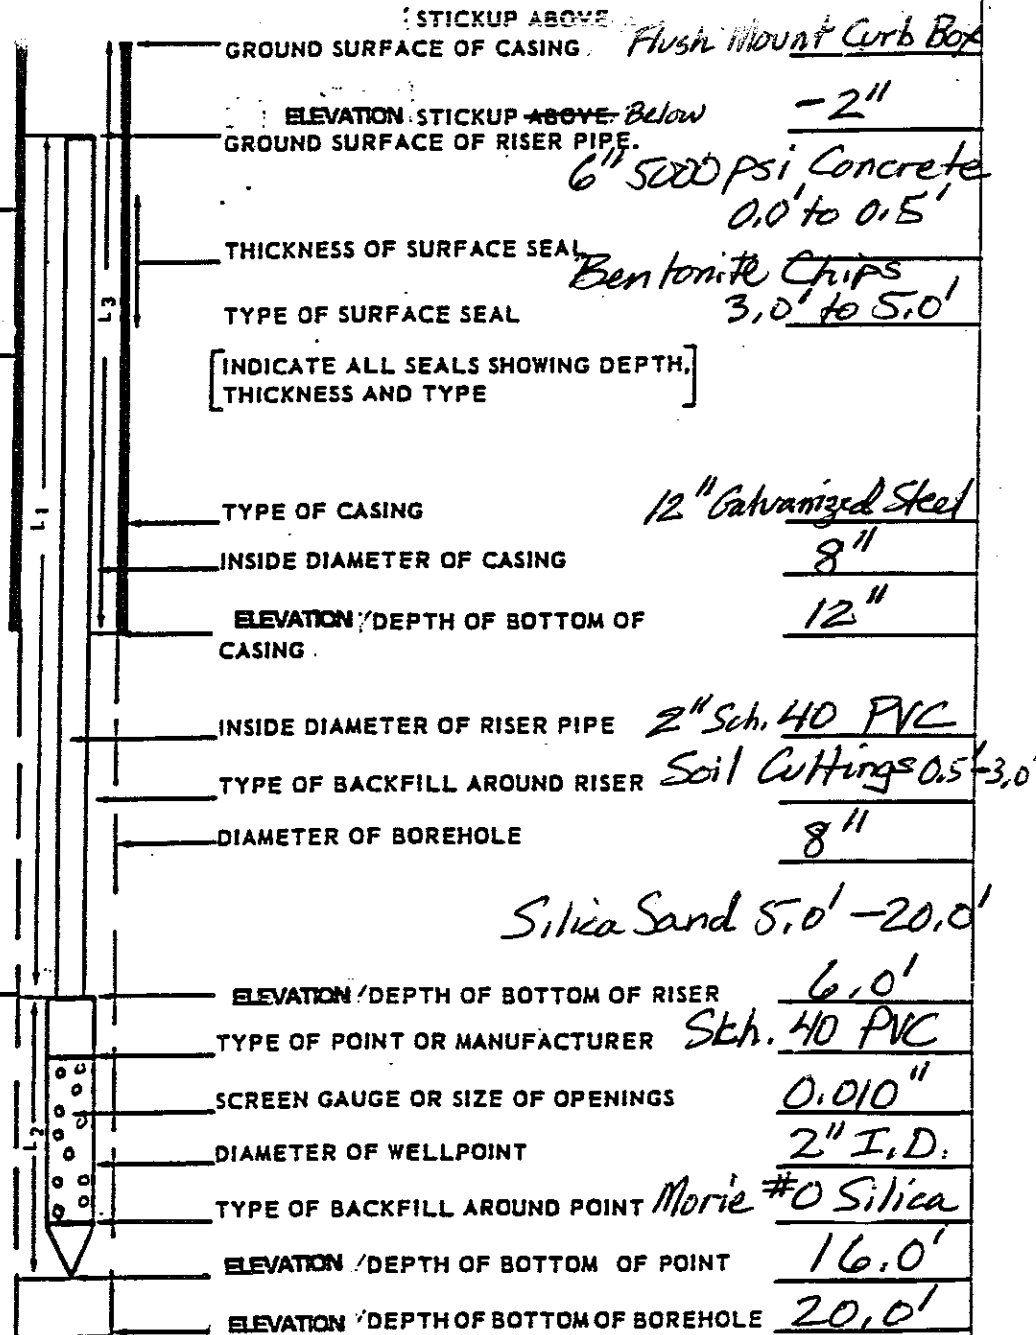 STICKUP ABOVE
GROUND SURFACE OF CASING. Flush Mount Curb Box
ELEVATION STICKUP ABOVE Below -2"
GROUND SURFACE OF RISER PIPE.
6" 5000 psi Concrete
0.0' to 0.5'
THICKNESS OF SURFACE SEAL
Bentonite Chips
TYPE OF SURFACE SEAL 3.0' to 5.0'
[INDICATE ALL SEALS SHOWING DEPTH,
THICKNESS AND TYPE]
TYPE OF CASING 12" Galvanized Steel
INSIDE DIAMETER OF CASING 8"
ELEVATION/DEPTH OF BOTTOM OF 12"
CASING.
INSIDE DIAMETER OF RISER PIPE 2" Sch. 40 PVC
TYPE OF BACKFILL AROUND RISER Soil Cuttings 0.5'-3.0'
DIAMETER OF BOREHOLE 8"
Silica Sand 5.0' - 20.0'
ELEVATION/DEPTH OF BOTTOM OF RISER 6.0'
TYPE OF POINT OR MANUFACTURER Sch. 40 PVC
SCREEN GAUGE OR SIZE OF OPENINGS 0.010"
DIAMETER OF WELLPOINT 2" I.D.
TYPE OF BACKFILL AROUND POINT Morie #0 Silica
ELEVATION/DEPTH OF BOTTOM OF POINT 16.0'
ELEVATION/DEPTH OF BOTTOM OF BOREHOLE 20.0'
L3
L1
L2